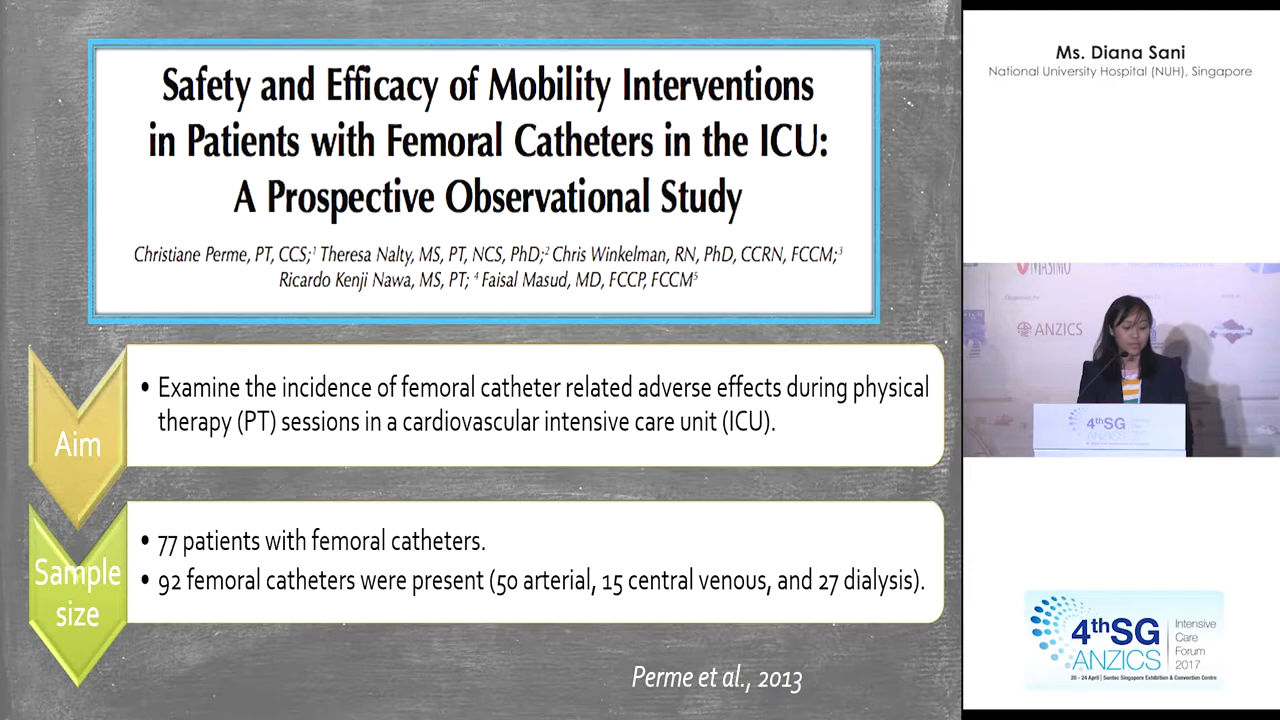 Safety and Efficacy of Mobility Interventions
in Patients with Femoral Catheters in the ICU:
A Prospective Observational Study
Christiane Perme, PT, CCS;¹ Theresa Nalty, MS, PT, NCS, PhD;² Chris Winkelman, RN, PhD, CCRN, FCCM;³
Ricardo Kenji Nawa, MS, PT; ⁴ Faisal Masud, MD, FCCP, FCCM⁵
Aim
• Examine the incidence of femoral catheter related adverse effects during physical
therapy (PT) sessions in a cardiovascular intensive care unit (ICU).
Sample
size
• 77 patients with femoral catheters.
• 92 femoral catheters were present (50 arterial, 15 central venous, and 27 dialysis).
Perme et al., 2013
Ms. Diana Sani
National University Hospital (NUH), Singapore
MASIMO
ANZICS
4thSG
ANZICS
4thSG
ANZICS
Intensive
Care
Forum
2017
20 - 24 April | Suntec Singapore Exhibition & Convention Centre